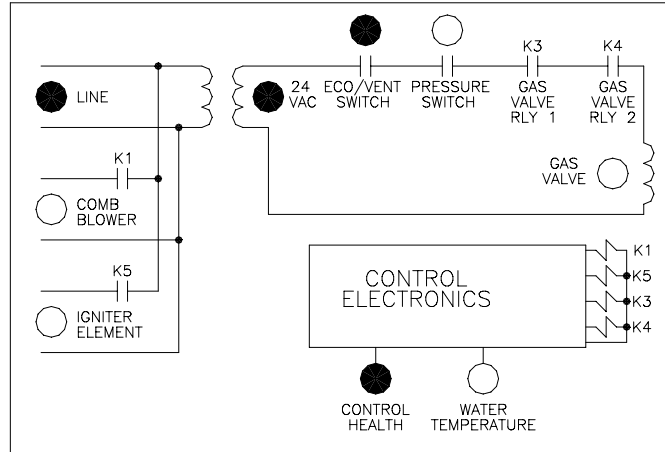 K3
K4
LINE
24
VAC
ECO/VENT
SWITCH
PRESSURE
SWITCH
GAS
VALVE
RLY 1
GAS
VALVE
RLY 2
K1
COMB
BLOWER
GAS
VALVE
K5
IGNITER
ELEMENT
CONTROL
ELECTRONICS
K1
K5
K3
K4
CONTROL
HEALTH
WATER
TEMPERATURE